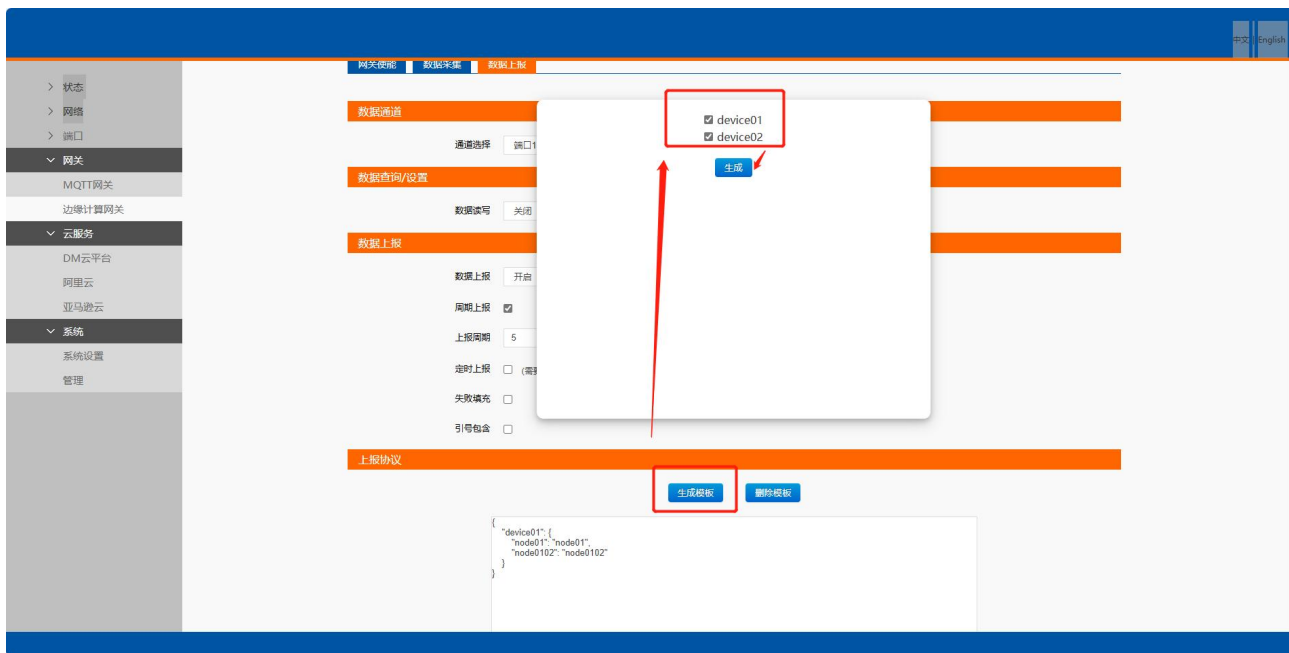 中文 | English
网关使能 数据采集 数据上报
状态
网络
端口
网关
MQTT网关
边缘计算网关
云服务
DM云平台
阿里云
亚马逊云
系统
系统设置
管理
数据通道
通道选择 端口1
数据查询/设置
数据读写 关闭
数据上报
数据上报 开启
周期上报
上报周期 5
定时上报 (需
失败填充
引号包含
device01
device02
生成
上报协议
生成模板 删除模板
{
"device01": {
"node01": "node01",
"node0102": "node0102"
}
}